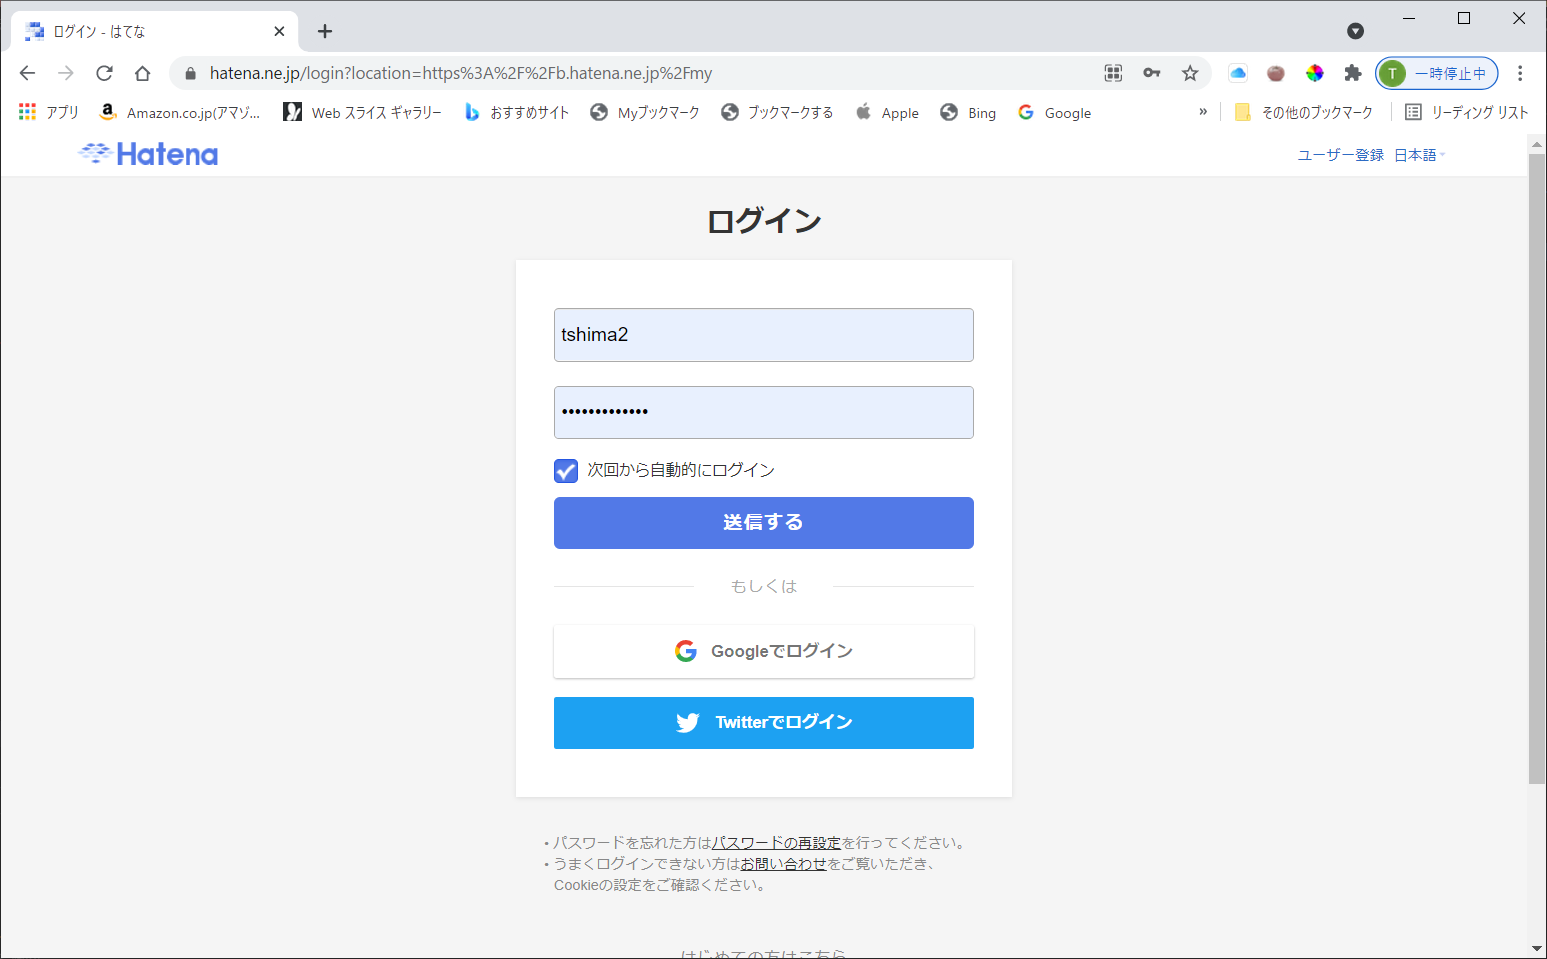 ログイン - はてな
hatena.ne.jp/login?location=https%3A%2F%2Fb.hatena.ne.jp%2Fmy
T 一時停止中
アプリ Amazon.co.jp(アマゾ... Web スライス ギャラリー おすすめサイト Myブックマーク ブックマークする Apple Bing Google » その他のブックマーク リーディング リスト
Hatena ユーザー登録 日本語
ログイン
tshima2
•••••••••••••
次回から自動的にログイン
送信する
もしくは
Googleでログイン
Twitterでログイン
• パスワードを忘れた方はパスワードの再設定を行ってください。
• うまくログインできない方はお問い合わせをご覧いただき、
Cookieの設定をご確認ください。
はじめての方はこちら